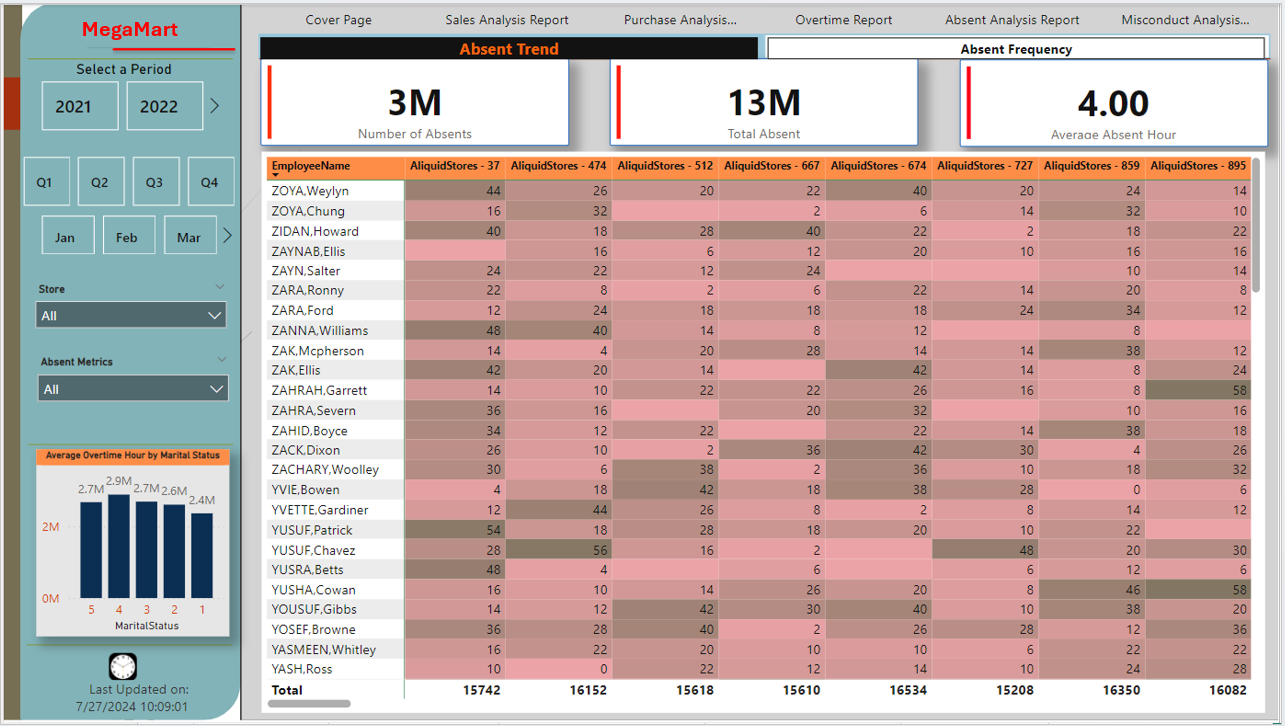 MegaMart
Select a Period
2021 2022
Q1 Q2 Q3 Q4
Jan Feb Mar
Store
All
Absent Metrics
All
Average Overtime Hour by Marital Status
2.7M 2.9M 2.7M 2.6M 2.4M
2M
0M
5 4 3 2 1
MaritalStatus
Last Updated on:
7/27/2024 10:09:01
Cover Page Sales Analysis Report Purchase Analysis... Overtime Report Absent Analysis Report Misconduct Analysis...
Absent Trend Absent Frequency
3M 13M 4.00
Number of Absents Total Absent Average Absent Hour
EmployeeName AliquidStores - 37 AliquidStores - 474 AliquidStores - 512 AliquidStores - 667 AliquidStores - 674 AliquidStores - 727 AliquidStores - 859 AliquidStores - 895
ZOYA,Weylyn 44 26 20 22 40 20 24 14
ZOYA,Chung 16 32 2 6 14 32 10
ZIDAN,Howard 40 18 28 40 22 2 18 22
ZAYNAB,Ellis 16 6 12 20 10 16 16
ZAYN,Salter 24 22 12 24 10 14
ZARA,Ronny 22 8 2 6 22 14 20 8
ZARA,Ford 12 24 18 18 18 24 34 12
ZANNA,Williams 48 40 14 8 12 8
ZAK,Mcpherson 14 4 20 28 14 14 38 12
ZAK,Ellis 42 20 14 42 14 8 24
ZAHRAH,Garrett 14 10 22 22 26 16 8 58
ZAHRA,Severn 36 16 20 32 10 16
ZAHID,Boyce 34 12 22 22 14 38 18
ZACK,Dixon 26 10 2 36 42 30 4 26
ZACHARY,Woolley 30 6 38 2 36 10 18 32
YVIE,Bowen 4 18 42 18 38 28 0 6
YVETTE,Gardiner 12 44 26 8 2 8 14 12
YUSUF,Patrick 54 18 28 18 20 10 22
YUSUF,Chavez 28 56 16 2 48 20 30
YUSRA,Betts 48 4 6 6 12 6
YUSHA,Cowan 16 10 14 26 20 8 46 58
YOUSUF,Gibbs 14 12 42 30 40 10 38 20
YOSEF,Browne 36 28 40 2 26 28 12 36
YASMEEN,Whitley 16 22 20 10 10 6 22 22
YASH,Ross 10 0 22 12 14 10 24 28
Total 15742 16152 15618 15610 16534 15208 16350 16082